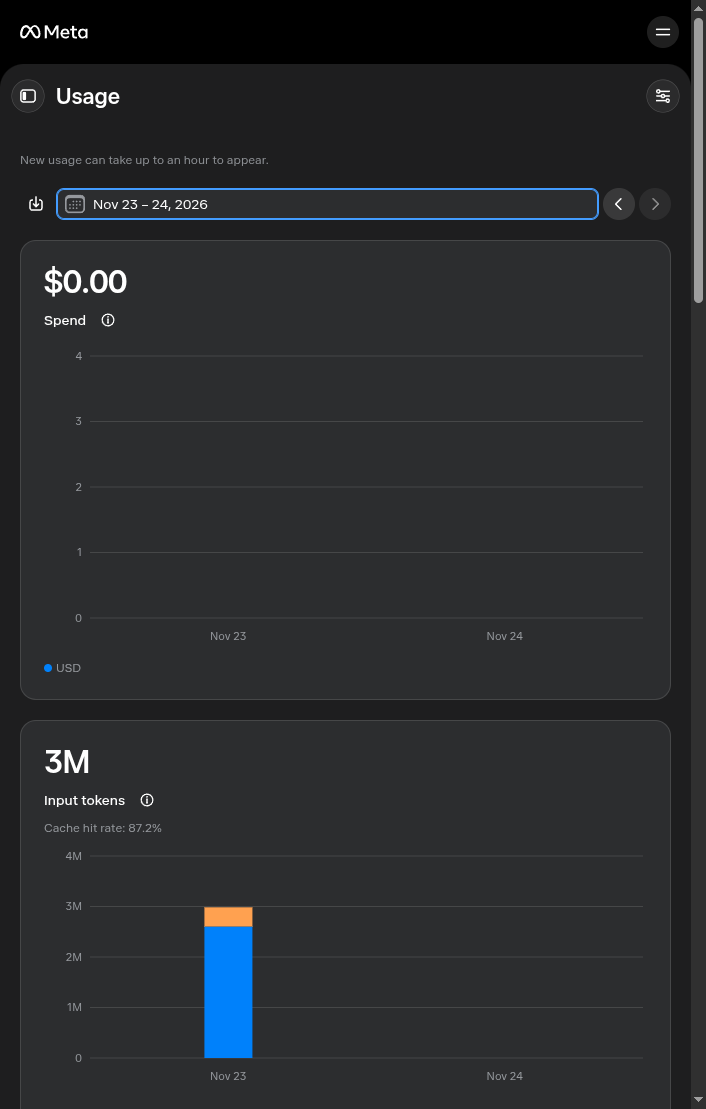 Meta
Usage
New usage can take up to an hour to appear.
Nov 23 – 24, 2026
$0.00
Spend
4
3
2
1
0
Nov 23 Nov 24
USD
3M
Input tokens
Cache hit rate: 87.2%
4M
3M
2M
1M
0
Nov 23 Nov 24